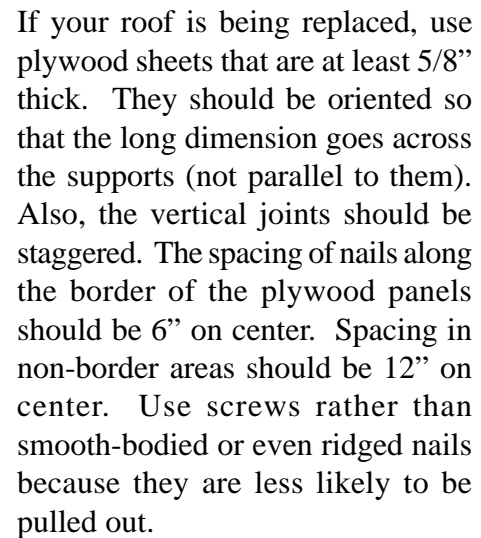 If your roof is being replaced, use
plywood sheets that are at least 5/8”
thick.  They should be oriented so
that the long dimension goes across
the supports (not parallel to them).
Also, the vertical joints should be
staggered. The spacing of nails along
the border of the plywood panels
should be 6” on center.  Spacing in
non-border areas should be 12” on
center.  Use screws rather than
smooth-bodied or even ridged nails
because they are less likely to be
pulled out.